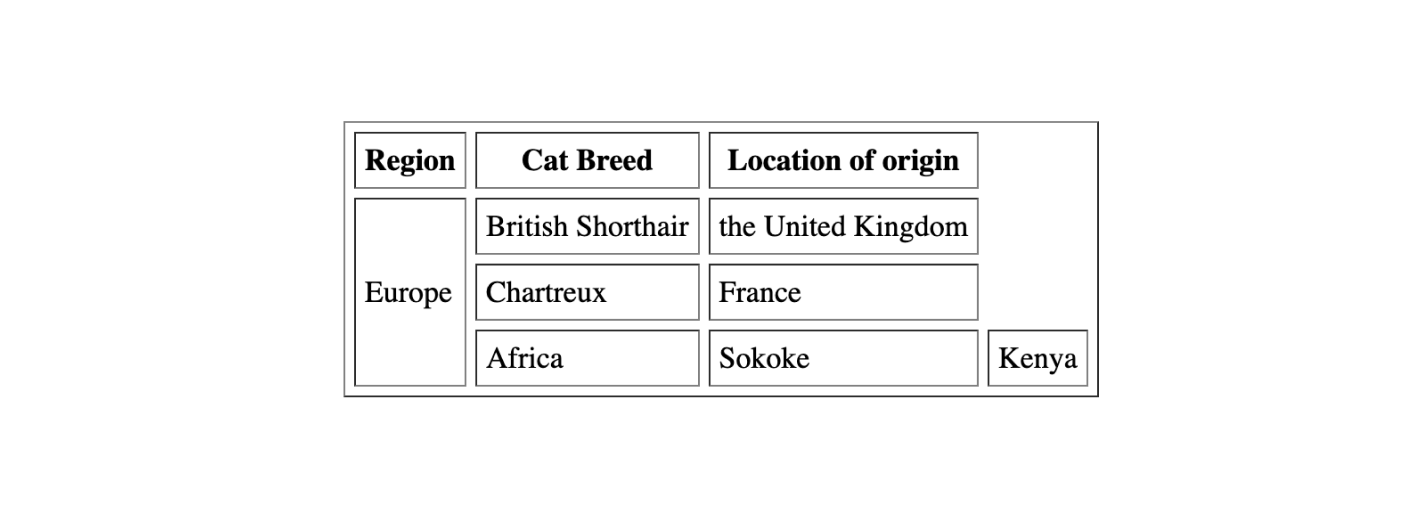 Region Cat Breed Location of origin
Europe British Shorthair the United Kingdom
Chartreux France
Africa Sokoke Kenya